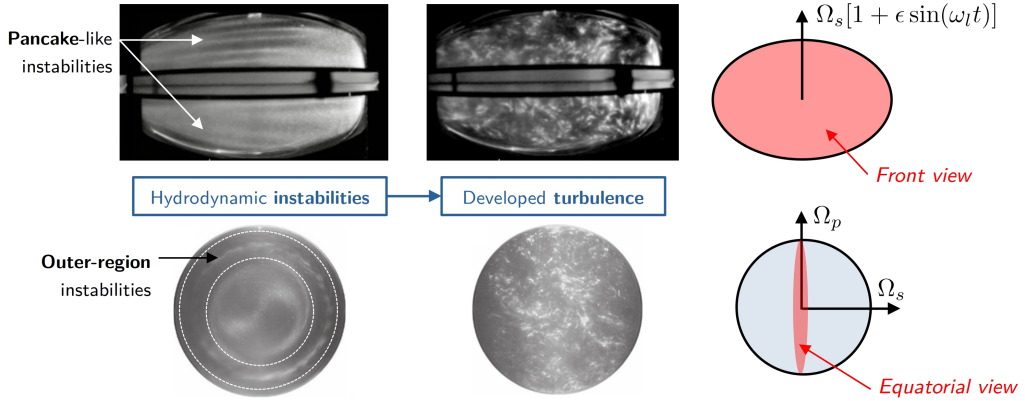 Pancake-like
instabilities
Ωₛ[1 + ϵ sin(ωₗt)]
Front view
Hydrodynamic instabilities
Developed turbulence
Outer-region
instabilities
Ωₚ
Ωₛ
Equatorial view